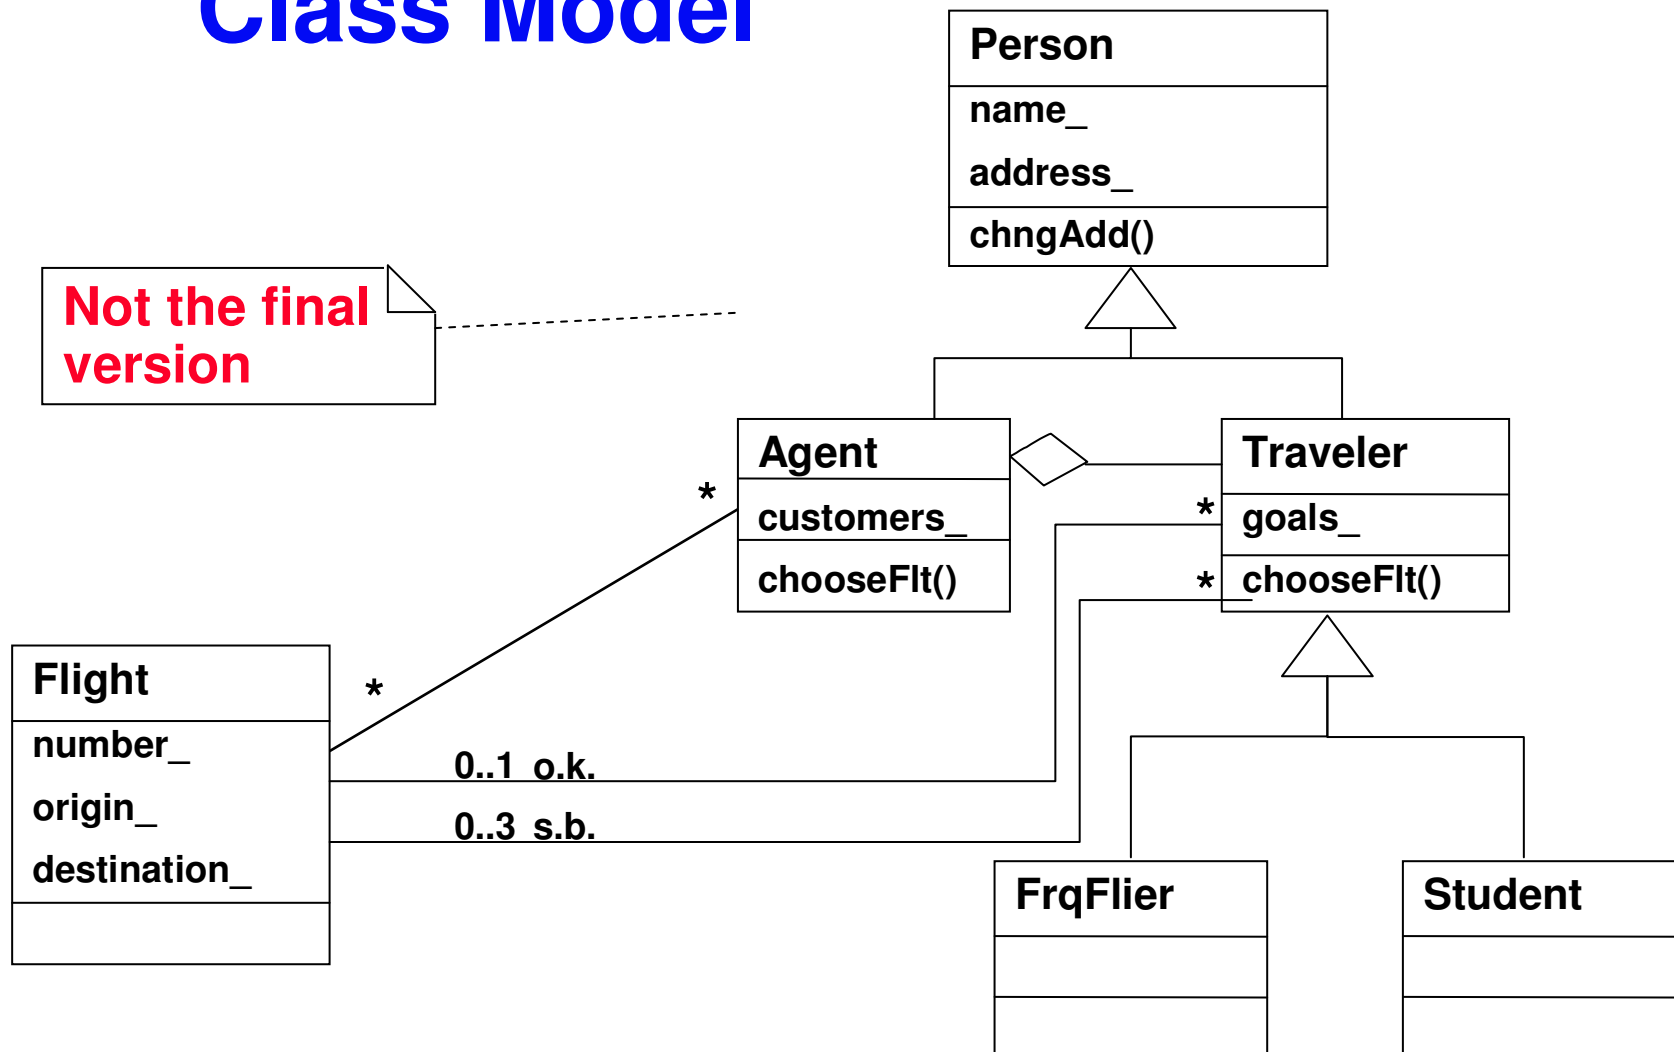 Class Model
Person
name_
address_
chngAdd()
Not the final
version
Agent
customers_
chooseFlt()
Traveler
goals_
chooseFlt()
*
*
*
*
Flight
number_
origin_
destination_
0..1 o.k.
0..3 s.b.
FrqFlier
Student